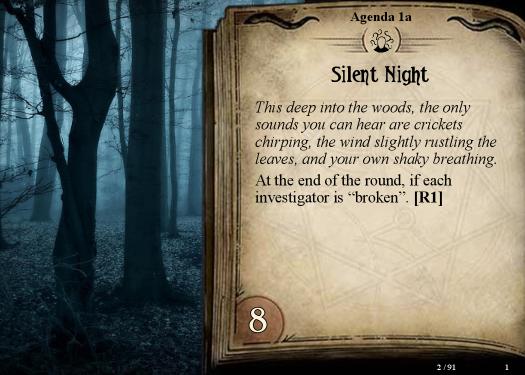 Agenda 1a
Silent Night
This deep into the woods, the only
sounds you can hear are crickets
chirping, the wind slightly rustling the
leaves, and your own shaky breathing.
At the end of the round, if each
investigator is “broken”. [R1]
8
2 / 91
1